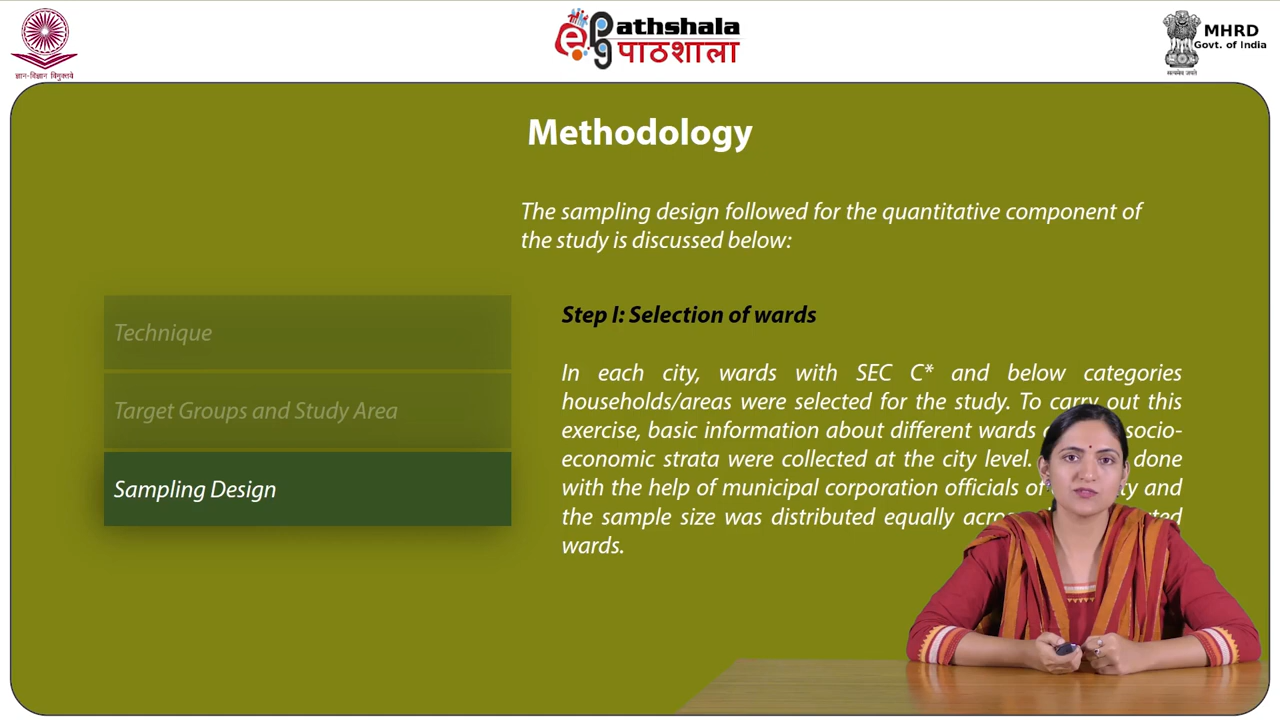 ज्ञान-विज्ञान विमुक्तये
ePathshala
पाठशाला
सत्यमेव जयते
MHRD
Govt. of India
Methodology
The sampling design followed for the quantitative component of
the study is discussed below:
Technique
Target Groups and Study Area
Sampling Design
Step I: Selection of wards
In each city, wards with SEC C* and below categories
households/areas were selected for the study. To carry out this
exercise, basic information about different wards socio-
economic strata were collected at the city level. done
with the help of municipal corporation officials of and
the sample size was distributed equally
wards.